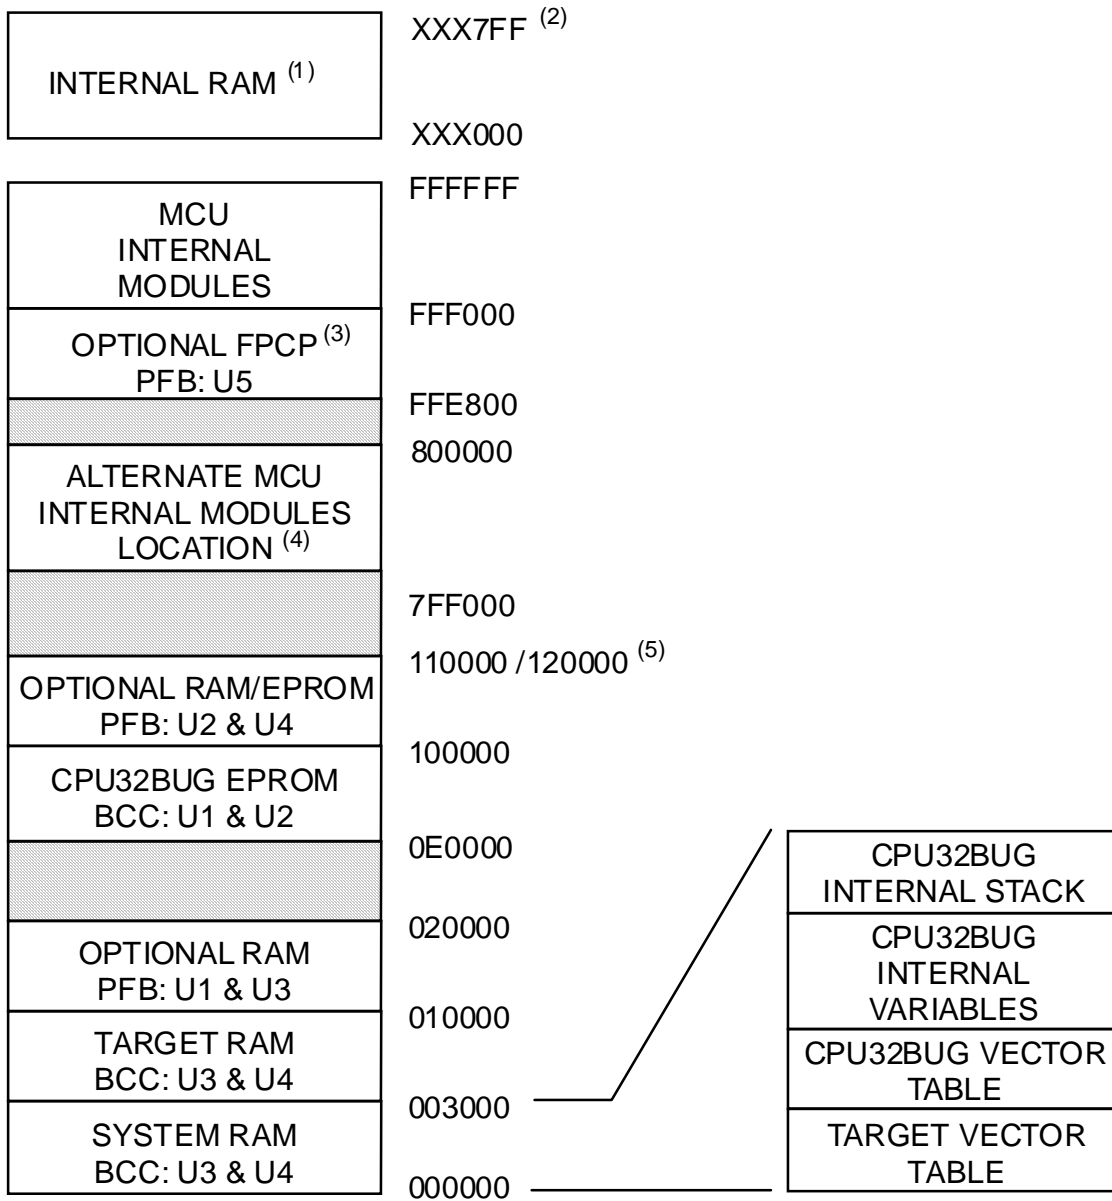 XXX7FF (2)
INTERNAL RAM (1)
XXX000
FFFFFF
MCU
INTERNAL
MODULES
FFF000
OPTIONAL FPCP (3)
PFB: U5
FFE800
800000
ALTERNATE MCU
INTERNAL MODULES
LOCATION (4)
7FF000
110000 /120000 (5)
OPTIONAL RAM/EPROM
PFB: U2 & U4
100000
CPU32BUG EPROM
BCC: U1 & U2
0E0000
020000
OPTIONAL RAM
PFB: U1 & U3
010000
TARGET RAM
BCC: U3 & U4
003000
SYSTEM RAM
BCC: U3 & U4
000000
CPU32BUG
INTERNAL STACK
CPU32BUG
INTERNAL
VARIABLES
CPU32BUG VECTOR
TABLE
TARGET VECTOR
TABLE